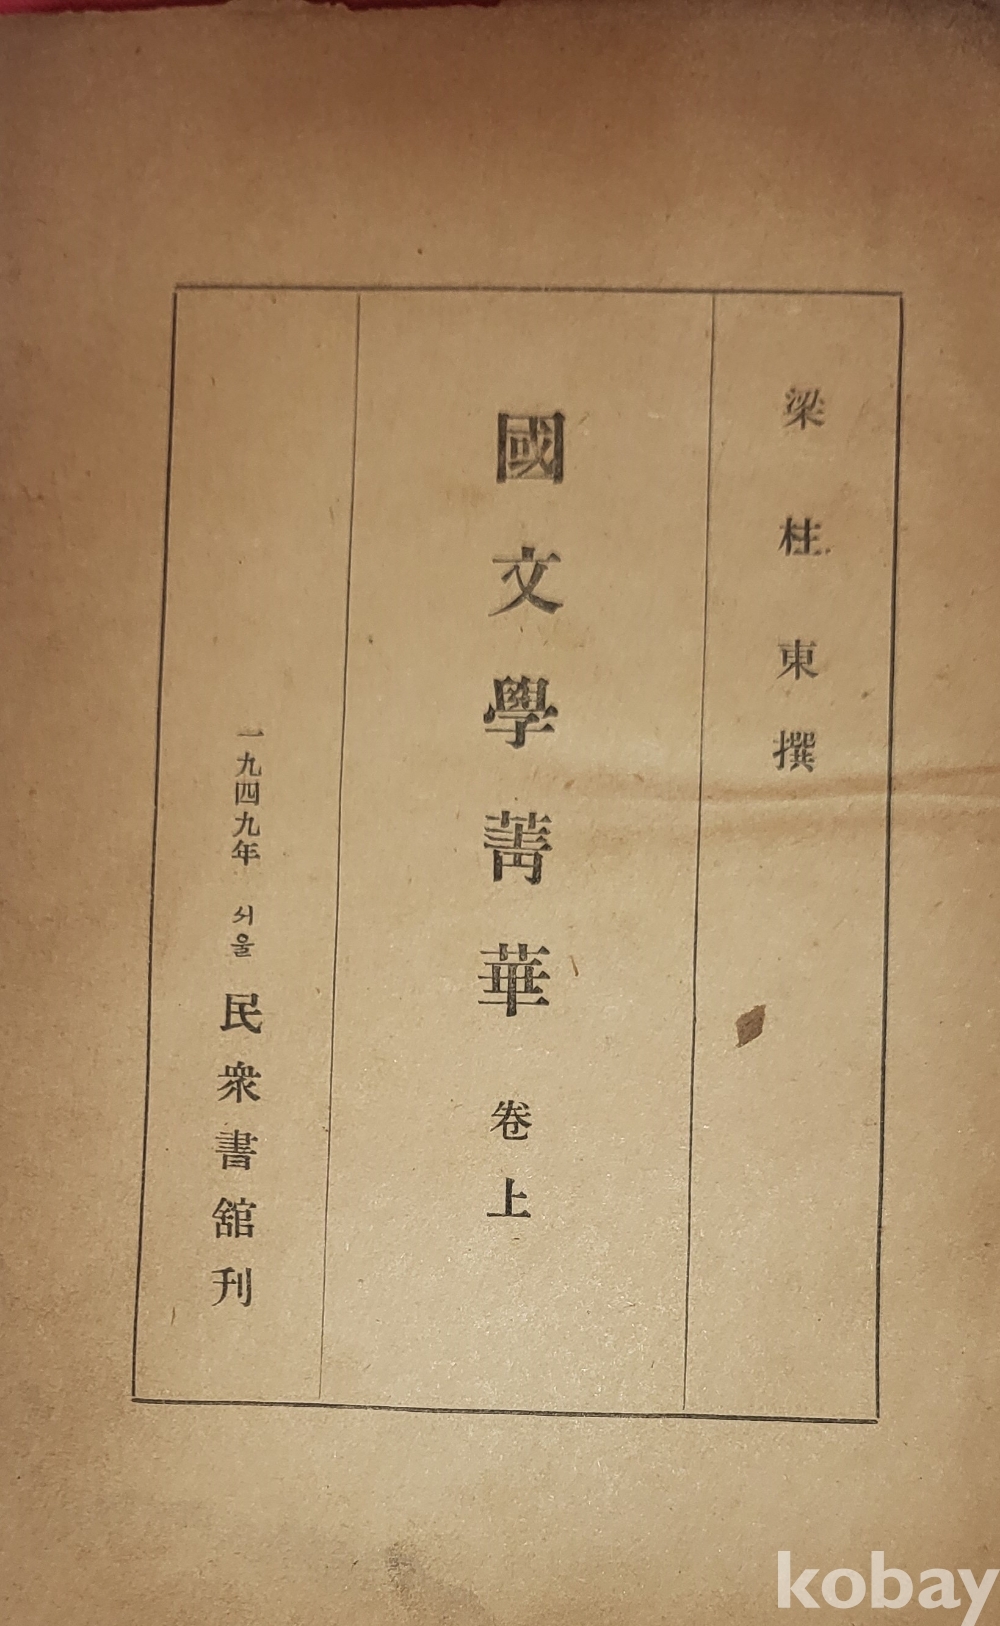 梁柱東撰
國文學菁華 卷上
一九四九年 서울 民衆書舘刊
kobay